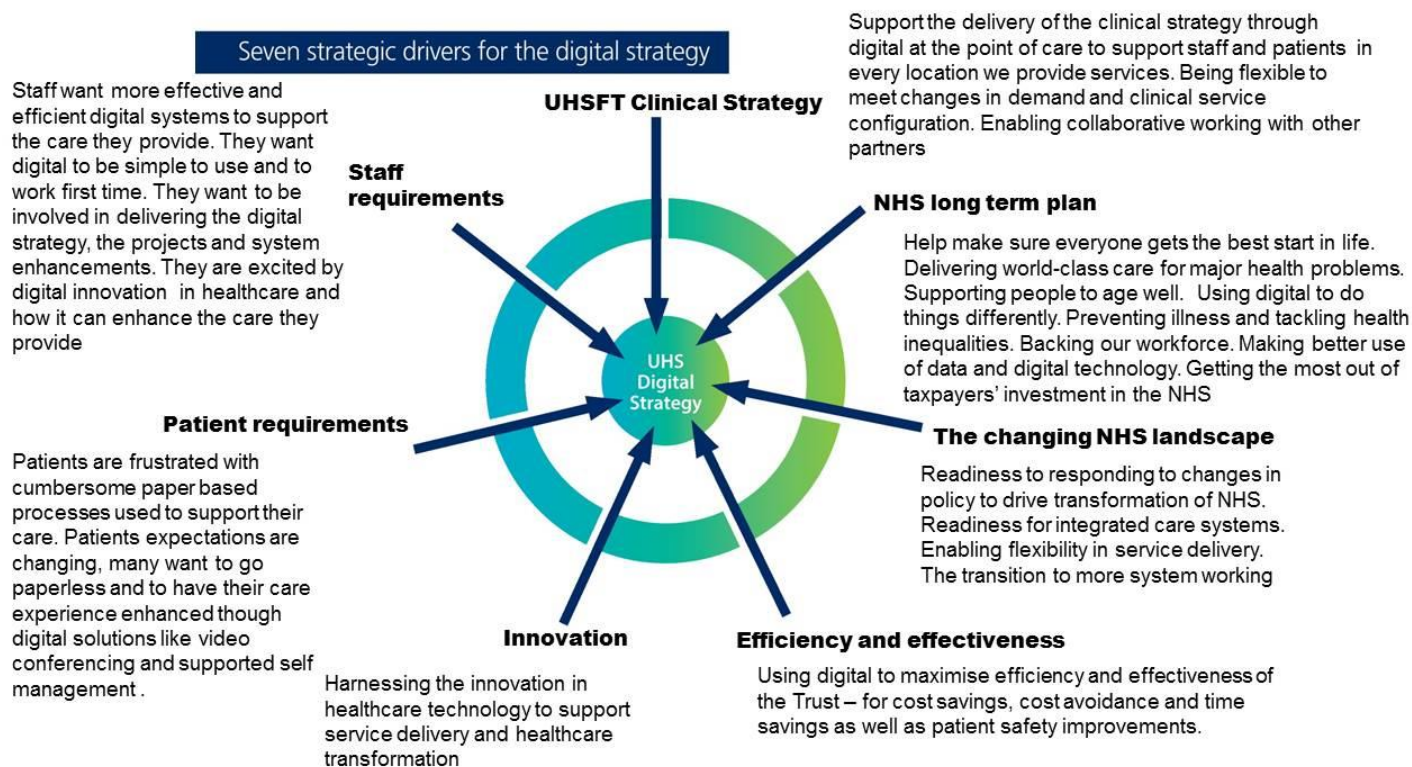 Seven strategic drivers for the digital strategy
UHSFT Clinical Strategy
Support the delivery of the clinical strategy through
digital at the point of care to support staff and patients in
every location we provide services. Being flexible to
meet changes in demand and clinical service
configuration. Enabling collaborative working with other
partners
NHS long term plan
Help make sure everyone gets the best start in life.
Delivering world-class care for major health problems.
Supporting people to age well. Using digital to do
things differently. Preventing illness and tackling health
inequalities. Backing our workforce. Making better use
of data and digital technology. Getting the most out of
taxpayers' investment in the NHS
The changing NHS landscape
Readiness to responding to changes in
policy to drive transformation of NHS.
Readiness for integrated care systems.
Enabling flexibility in service delivery.
The transition to more system working
Efficiency and effectiveness
Using digital to maximise efficiency and effectiveness of
the Trust – for cost savings, cost avoidance and time
savings as well as patient safety improvements.
Innovation
Harnessing the innovation in
healthcare technology to support
service delivery and healthcare
transformation
Patient requirements
Patients are frustrated with
cumbersome paper based
processes used to support their
care. Patients expectations are
changing, many want to go
paperless and to have their care
experience enhanced though
digital solutions like video
conferencing and supported self
management .
Staff
requirements
Staff want more effective and
efficient digital systems to support
the care they provide. They want
digital to be simple to use and to
work first time. They want to be
involved in delivering the digital
strategy, the projects and system
enhancements. They are excited by
digital innovation in healthcare and
how it can enhance the care they
provide
UHS
Digital
Strategy